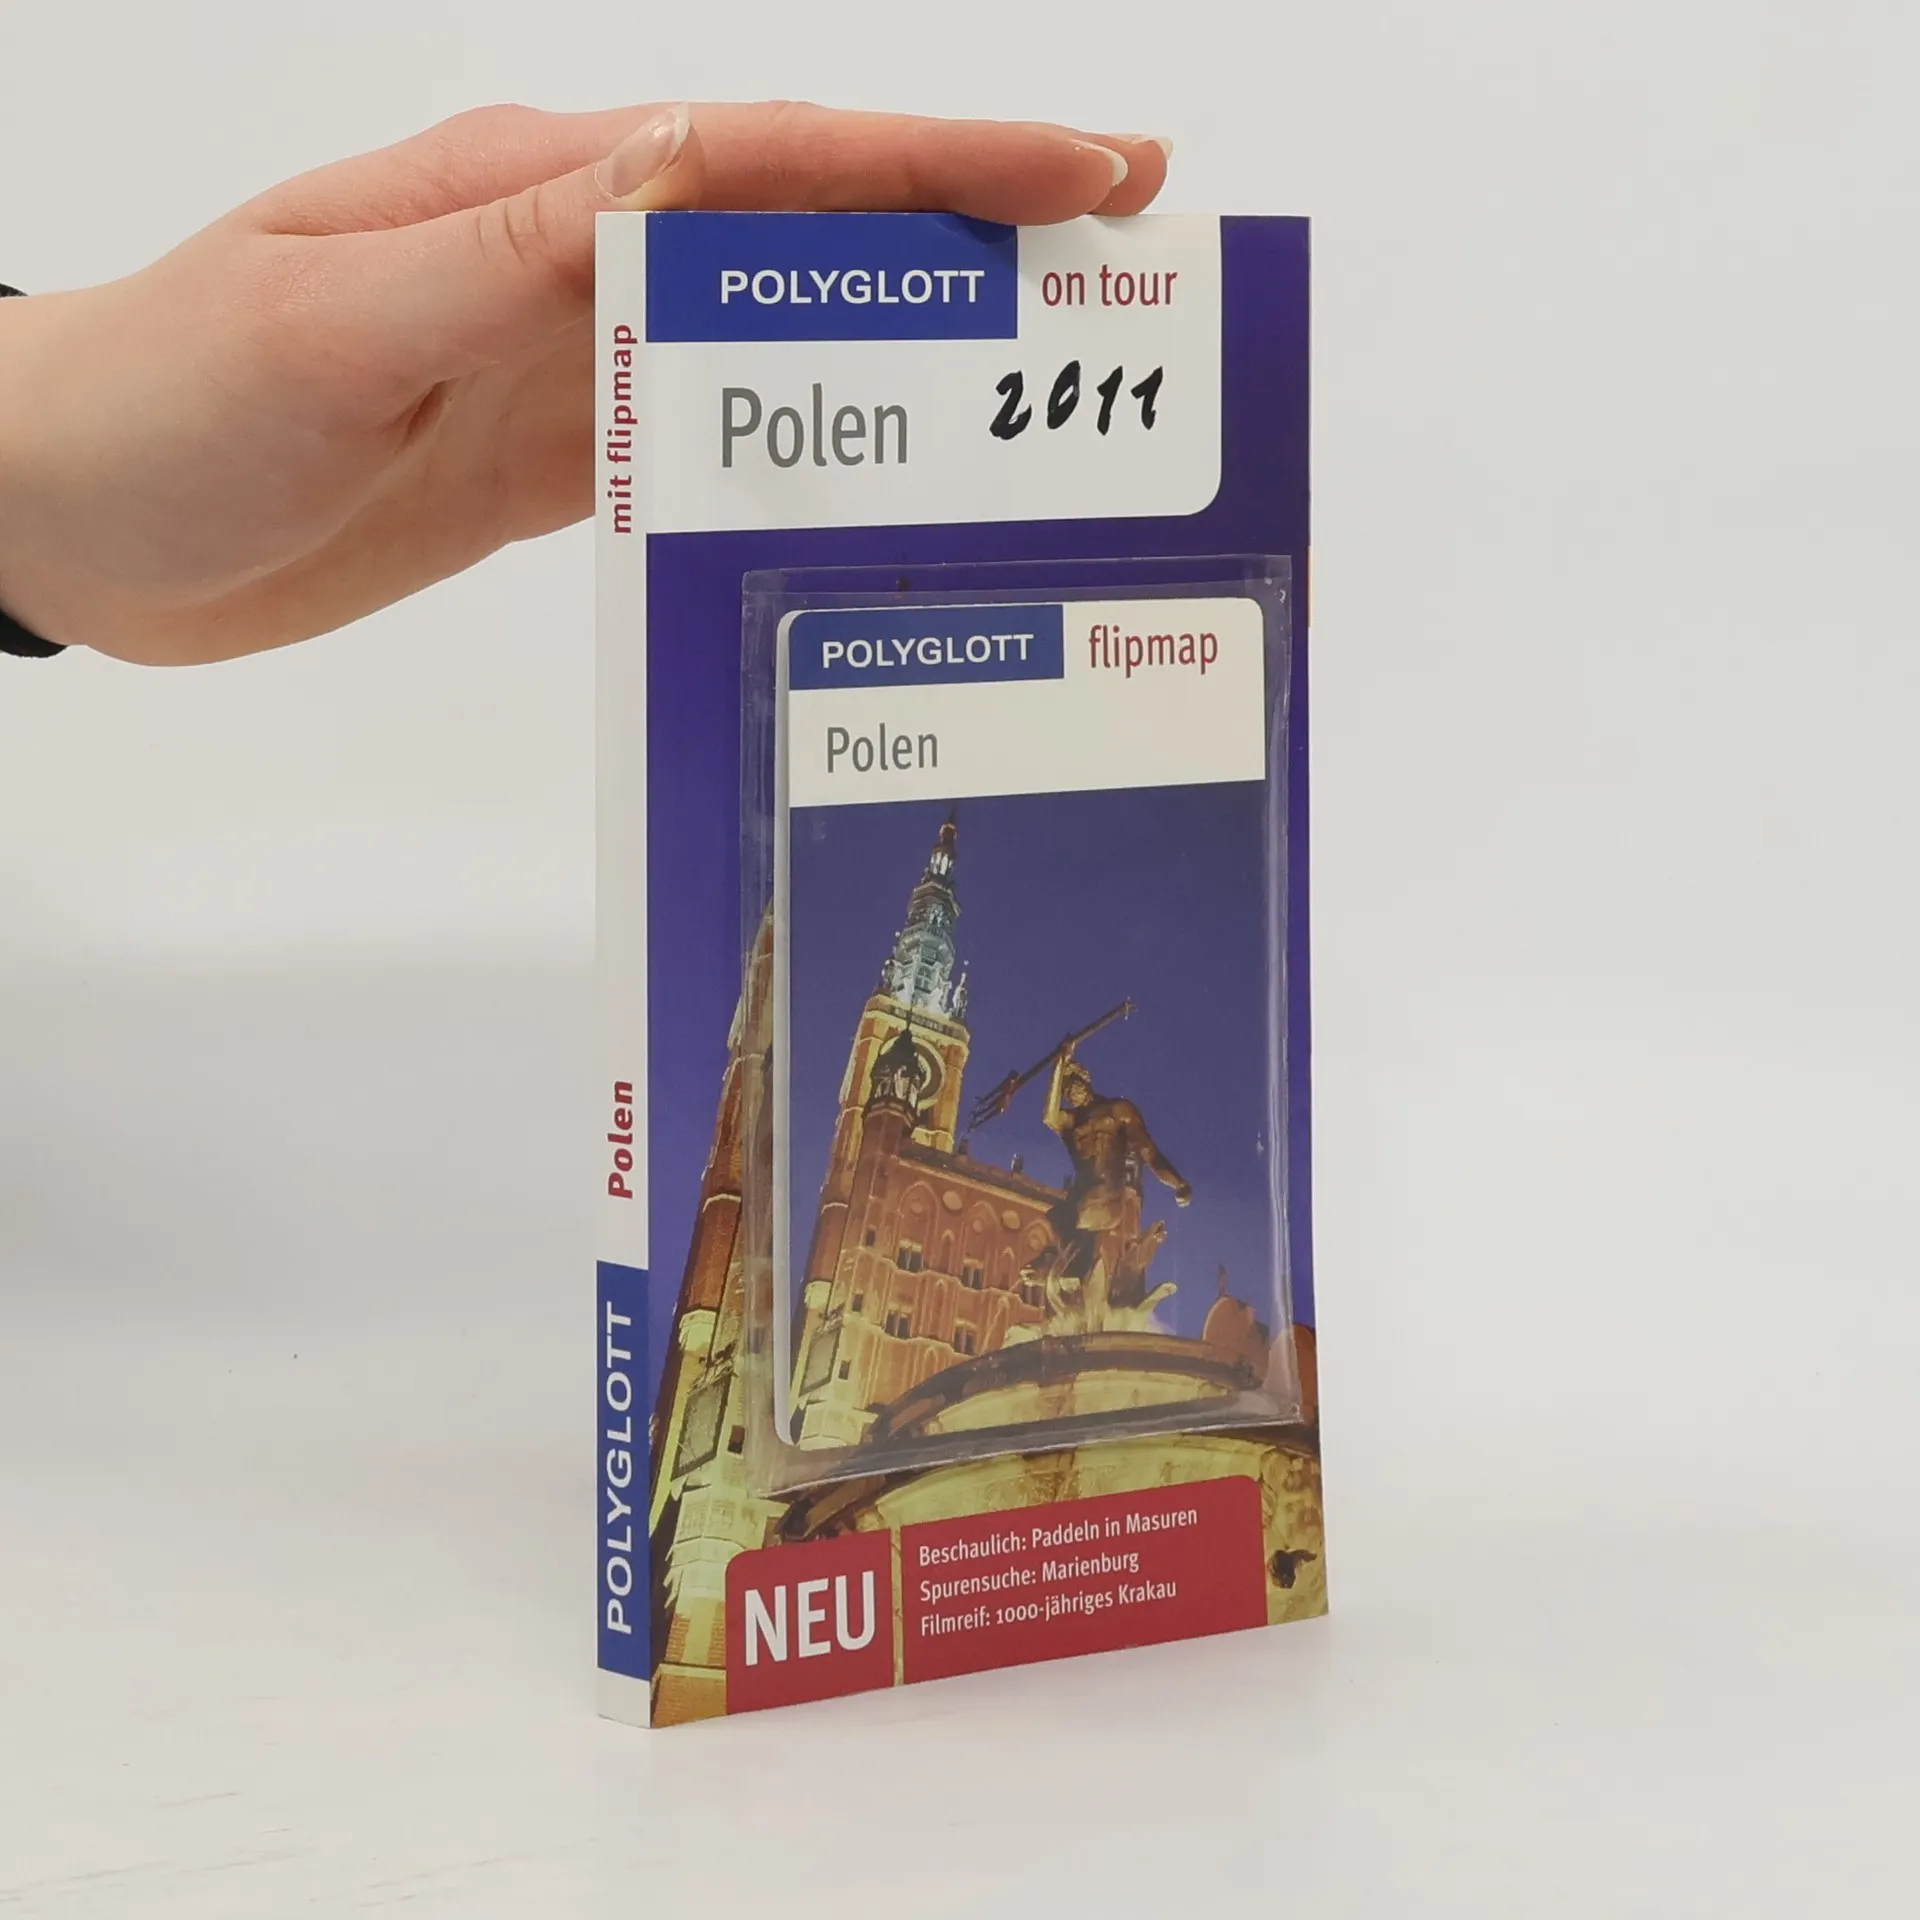 POLYGLOTT on tour
Polen 2011
mit flipmap
Polen
POLYGLOTT
POLYGLOTT flipmap
Polen
NEU
Beschaulich: Paddeln in Masuren
Spurensuche: Marienburg
Filmreif: 1000-jähriges Krakau